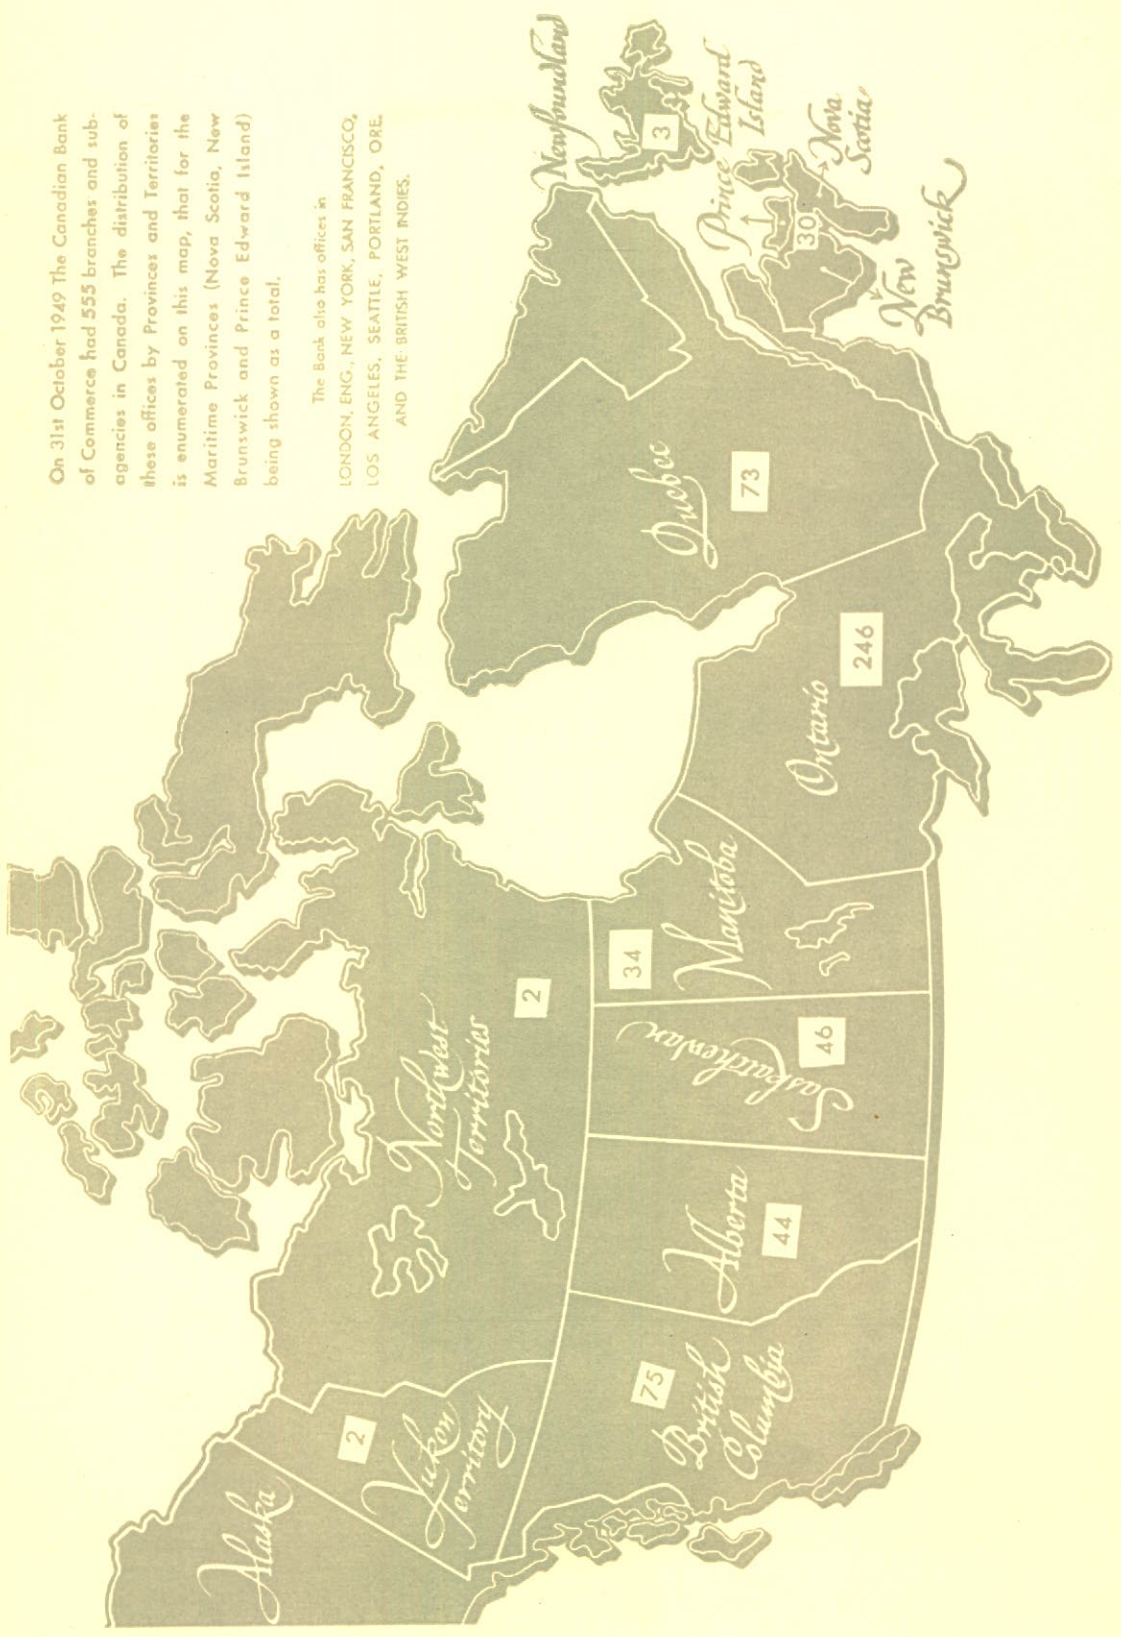 On 31st October 1949 The Canadian Bank
of Commerce had 555 branches and sub-
agencies in Canada. The distribution of
these offices by Provinces and Territories
is enumerated on this map, that for the
Maritime Provinces (Nova Scotia, New
Brunswick and Prince Edward Island)
being shown as a total.
The Bank also has offices in
LONDON, ENG., NEW YORK, SAN FRANCISCO,
LOS ANGELES, SEATTLE, PORTLAND, ORE.
AND THE BRITISH WEST INDIES.
Alaska
2
Yukon
Territory
Northwest
Territories
2
75
British
Columbia
Alberta
44
Saskatchewan
46
34
Manitoba
Ontario
246
Quebec
73
Newfoundland
3
Prince Edward
Island
30
Nova
Scotia
New
Brunswick